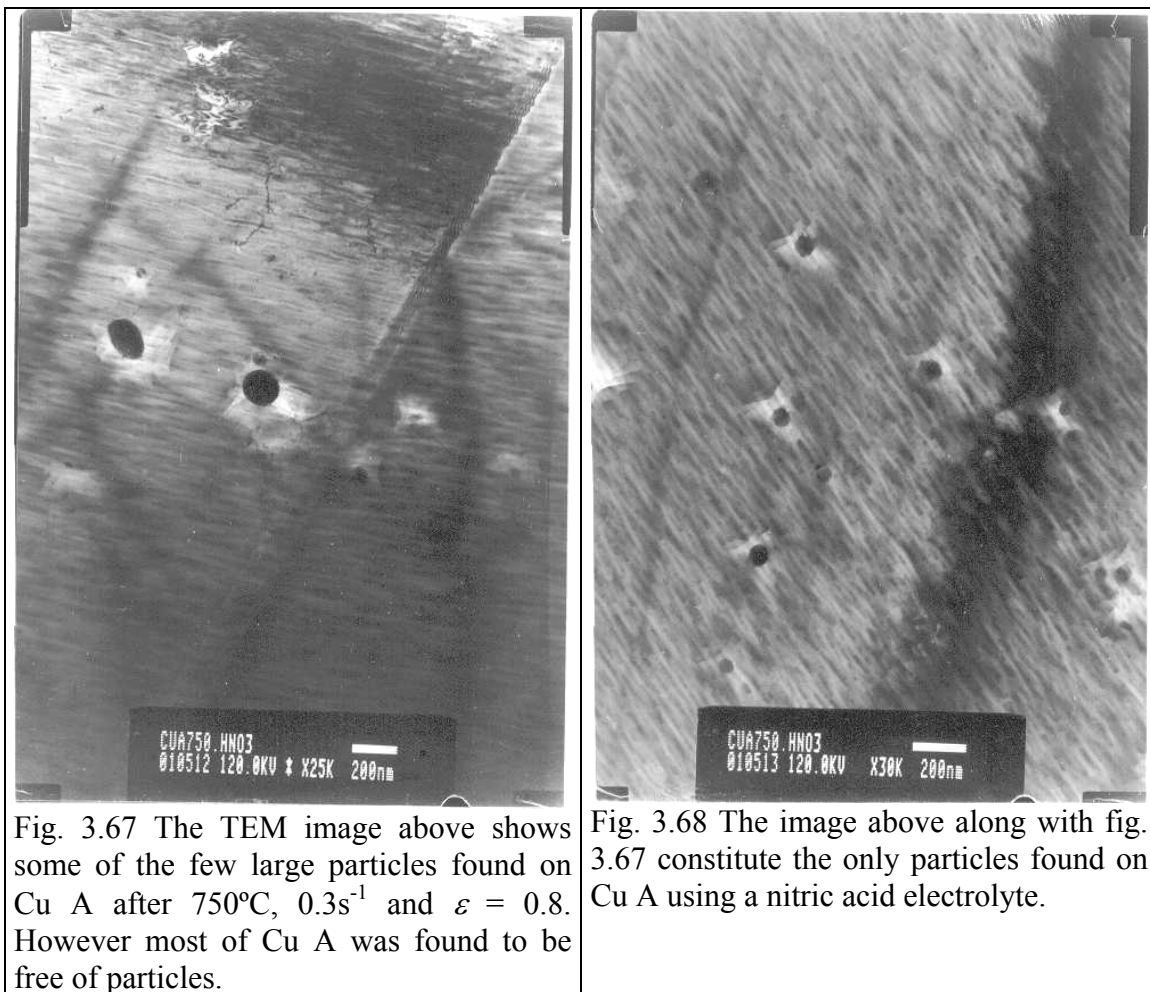 CUA750.HNO3
010512 120.0KV X25K 200nm
CUA750.HNO3
010513 120.0KV X30K 200nm
Fig. 3.67 The TEM image above shows
some of the few large particles found on
Cu A after 750ºC, 0.3s⁻¹ and ε = 0.8.
However most of Cu A was found to be
free of particles.
Fig. 3.68 The image above along with fig.
3.67 constitute the only particles found on
Cu A using a nitric acid electrolyte.